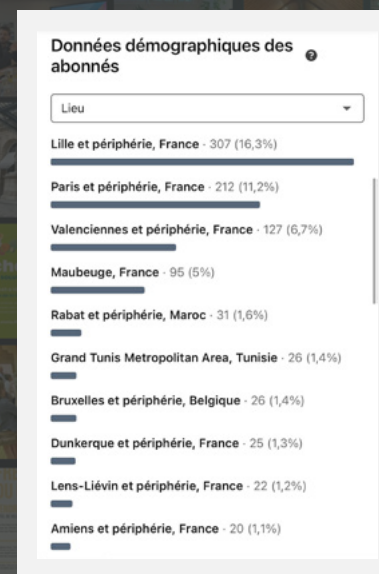 Données démographiques des
abonnés
Lieu
Lille et périphérie, France · 307 (16,3%)
Paris et périphérie, France · 212 (11,2%)
Valenciennes et périphérie, France · 127 (6,7%)
Maubeuge, France · 95 (5%)
Rabat et périphérie, Maroc · 31 (1,6%)
Grand Tunis Metropolitan Area, Tunisie · 26 (1,4%)
Bruxelles et périphérie, Belgique · 26 (1,4%)
Dunkerque et périphérie, France · 25 (1,3%)
Lens-Liévin et périphérie, France · 22 (1,2%)
Amiens et périphérie, France · 20 (1,1%)